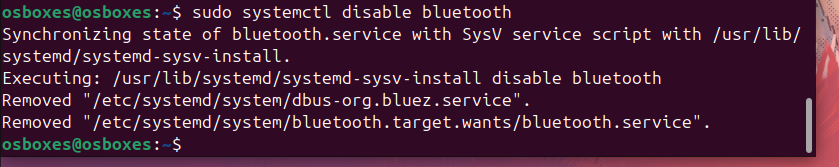 osboxes@osboxes:~$ sudo systemctl disable bluetooth
Synchronizing state of bluetooth.service with SysV service script with /usr/lib/
systemd/systemd-sysv-install.
Executing: /usr/lib/systemd/systemd-sysv-install disable bluetooth
Removed "/etc/systemd/system/dbus-org.bluez.service".
Removed "/etc/systemd/system/bluetooth.target.wants/bluetooth.service".
osboxes@osboxes:~$